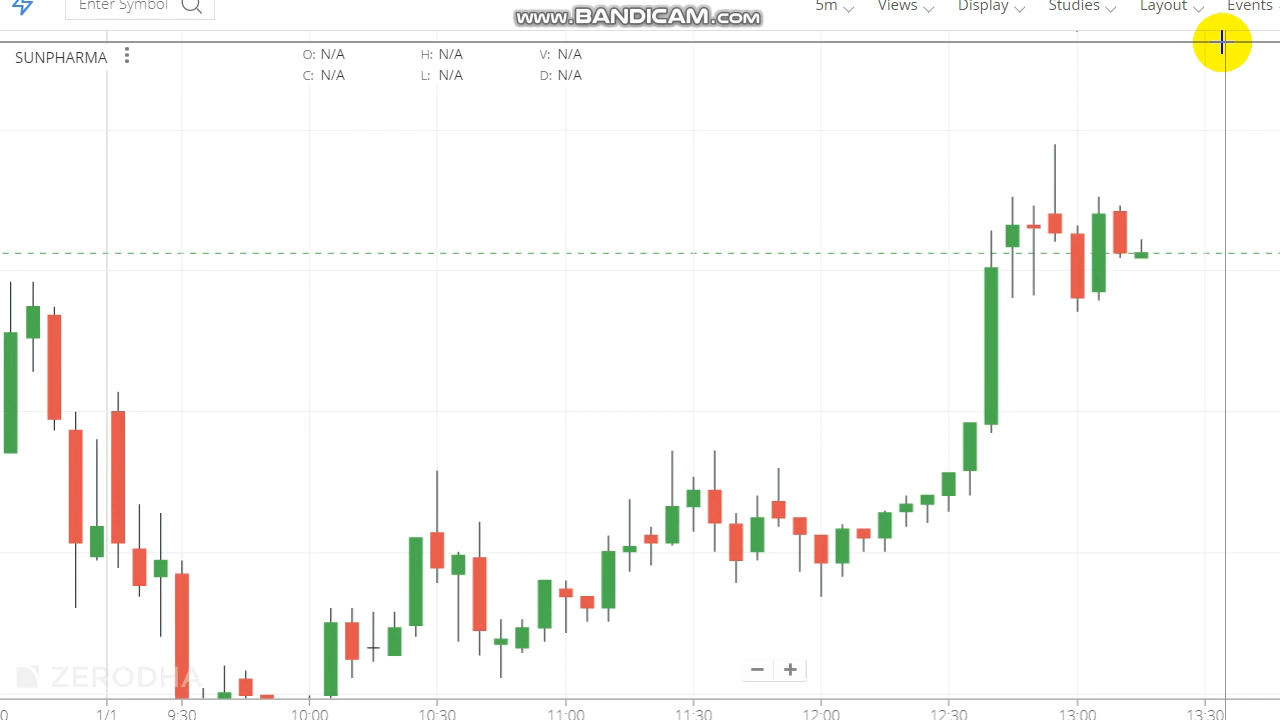 www.BANDICAM.com
Enter Symbol
5m Views Display Studies Layout Events
SUNPHARMA
O: N/A H: N/A V: N/A
C: N/A L: N/A D: N/A
ZERODHA
1/1 9:30 10:00 10:30 11:00 11:30 12:00 12:30 13:00 13:30